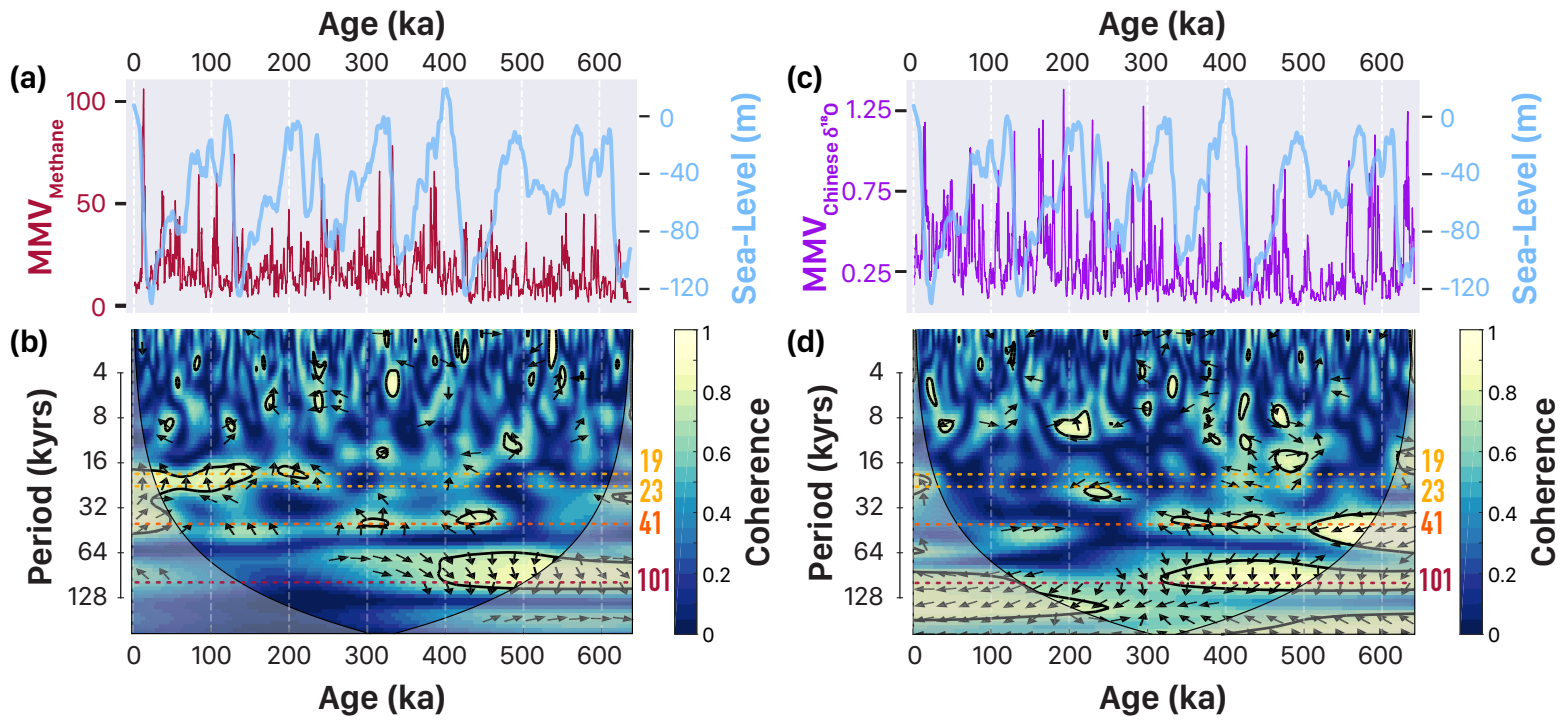 Age (ka)
0 100 200 300 400 500 600
(a)
100
50
0
MMV Methane
0
−40
−80
−120
Sea-Level (m)
(b)
4
8
16
32
64
128
Period (kyrs)
19
23
41
101
1
0.8
0.6
0.4
0.2
0
Coherence
0 100 200 300 400 500 600
Age (ka)
Age (ka)
0 100 200 300 400 500 600
(c)
1.25
0.75
0.25
MMV Chinese δ¹⁸O
0
−40
−80
−120
Sea-Level (m)
(d)
4
8
16
32
64
128
Period (kyrs)
19
23
41
101
1
0.8
0.6
0.4
0.2
0
Coherence
0 100 200 300 400 500 600
Age (ka)